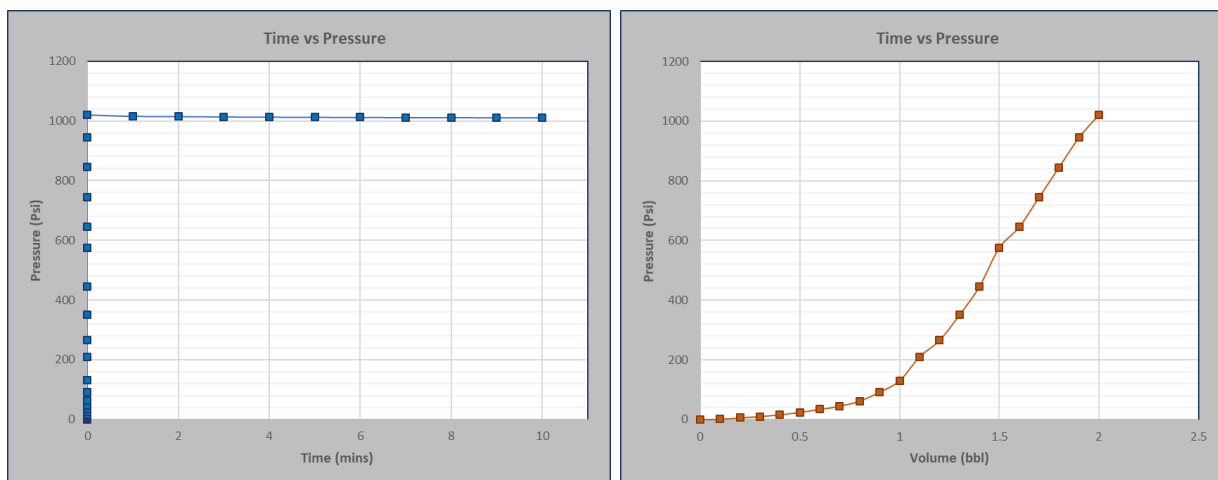 Time vs Pressure
1200
1000
800
600
400
200
0
Pressure (Psi)
0 2 4 6 8 10
Time (mins)
Time vs Pressure
1200
1000
800
600
400
200
0
Pressure (Psi)
0 0.5 1 1.5 2 2.5
Volume (bbl)